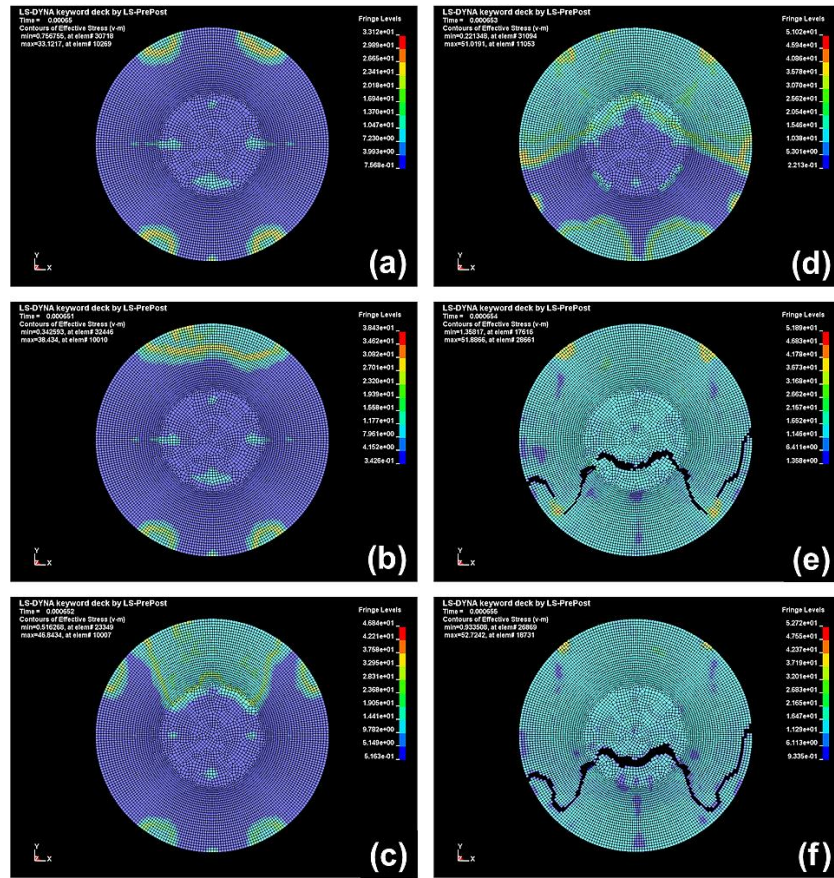 LS-DYNA keyword deck by LS-PrePost
Time = 0.00065
Contours of Effective Stress (v-m)
min=0.756755, at elem# 30718
max=33.1217, at elem# 10269
Fringe Levels
3.312e+01
2.989e+01
2.665e+01
2.341e+01
2.018e+01
1.694e+01
1.370e+01
1.047e+01
7.230e+00
3.993e+00
7.568e-01
Y
X
(a)
LS-DYNA keyword deck by LS-PrePost
Time = 0.000651
Contours of Effective Stress (v-m)
min=0.342593, at elem# 32446
max=38.434, at elem# 10010
Fringe Levels
3.843e+01
3.462e+01
3.082e+01
2.701e+01
2.320e+01
1.939e+01
1.558e+01
1.177e+01
7.961e+00
4.152e+00
3.426e-01
Y
X
(b)
LS-DYNA keyword deck by LS-PrePost
Time = 0.000652
Contours of Effective Stress (v-m)
min=0.516268, at elem# 23349
max=46.8434, at elem# 10007
Fringe Levels
4.684e+01
4.221e+01
3.758e+01
3.295e+01
2.831e+01
2.368e+01
1.905e+01
1.441e+01
9.782e+00
5.149e+00
5.163e-01
Y
X
(c)
LS-DYNA keyword deck by LS-PrePost
Time = 0.000653
Contours of Effective Stress (v-m)
min=0.221348, at elem# 31094
max=51.0191, at elem# 11053
Fringe Levels
5.102e+01
4.594e+01
4.086e+01
3.578e+01
3.070e+01
2.562e+01
2.054e+01
1.546e+01
1.038e+01
5.301e+00
2.213e-01
Y
X
(d)
LS-DYNA keyword deck by LS-PrePost
Time = 0.000654
Contours of Effective Stress (v-m)
min=1.35817, at elem# 17616
max=51.8866, at elem# 28661
Fringe Levels
5.189e+01
4.683e+01
4.178e+01
3.673e+01
3.168e+01
2.662e+01
2.157e+01
1.652e+01
1.146e+01
6.411e+00
1.358e+00
Y
X
(e)
LS-DYNA keyword deck by LS-PrePost
Time = 0.000655
Contours of Effective Stress (v-m)
min=0.933508, at elem# 26869
max=52.7242, at elem# 18731
Fringe Levels
5.272e+01
4.755e+01
4.237e+01
3.719e+01
3.201e+01
2.683e+01
2.165e+01
1.647e+01
1.129e+01
6.113e+00
9.335e-01
Y
X
(f)